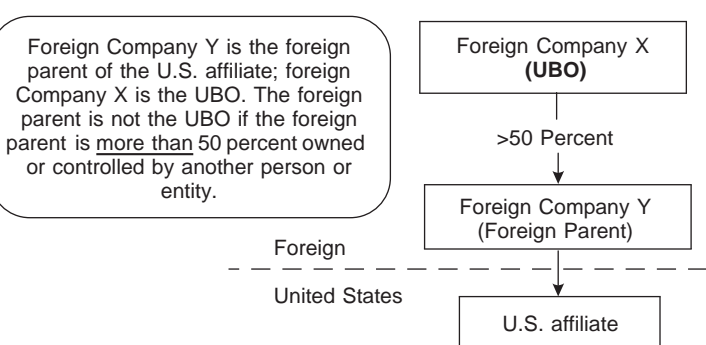 Foreign Company Y is the foreign
parent of the U.S. affiliate; foreign
Company X is the UBO. The foreign
parent is not the UBO if the foreign
parent is more than 50 percent owned
or controlled by another person or
entity.
Foreign Company X
(UBO)
>50 Percent
Foreign Company Y
(Foreign Parent)
Foreign
United States
U.S. affiliate